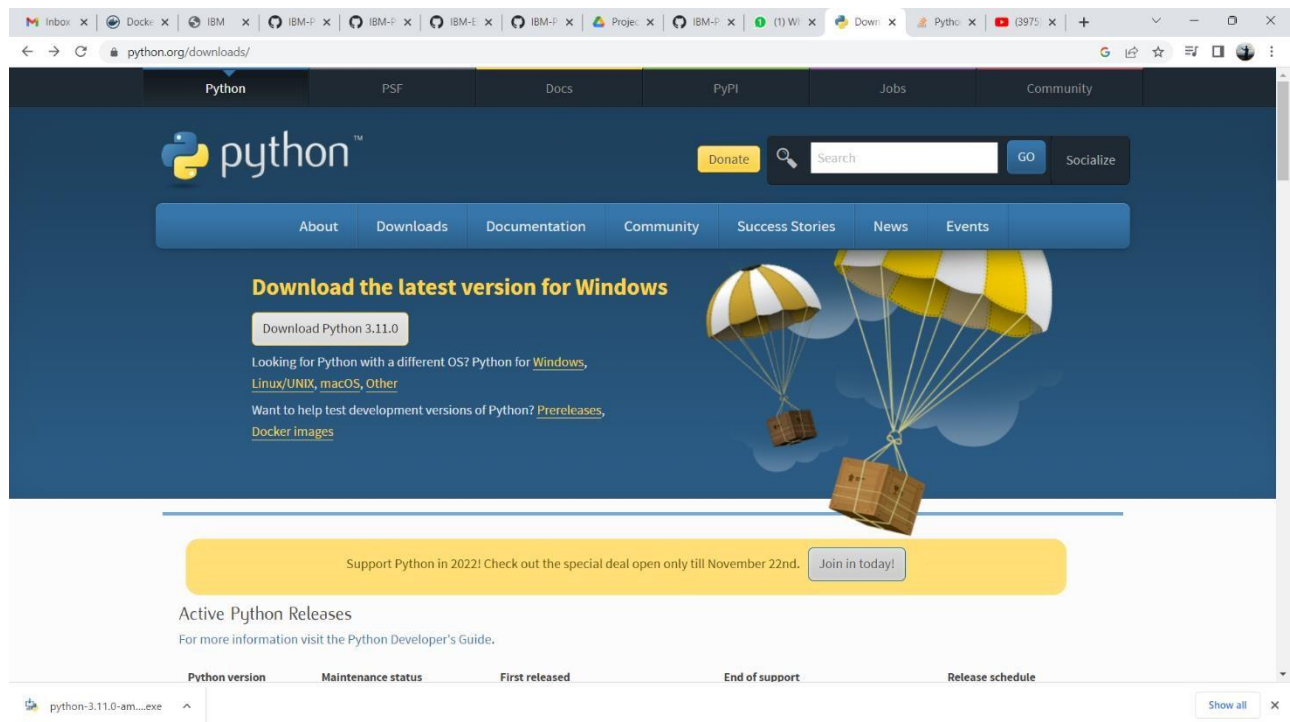 Inbox
Docke
IBM
IBM-P
IBM-P
IBM-E
IBM-P
Projec
IBM-P
(1) W
Down
Pytho
(3975)
python.org/downloads/
Python
PSF
Docs
PyPI
Jobs
Community
python™
Donate
Search
GO
Socialize
About
Downloads
Documentation
Community
Success Stories
News
Events
Download the latest version for Windows
Download Python 3.11.0
Looking for Python with a different OS? Python for Windows,
Linux/UNIX, macOS, Other
Want to help test development versions of Python? Prereleases,
Docker images
Support Python in 2022! Check out the special deal open only till November 22nd.
Join in today!
Active Python Releases
For more information visit the Python Developer's Guide.
Python version
Maintenance status
First released
End of support
Release schedule
python-3.11.0-am....exe
Show all